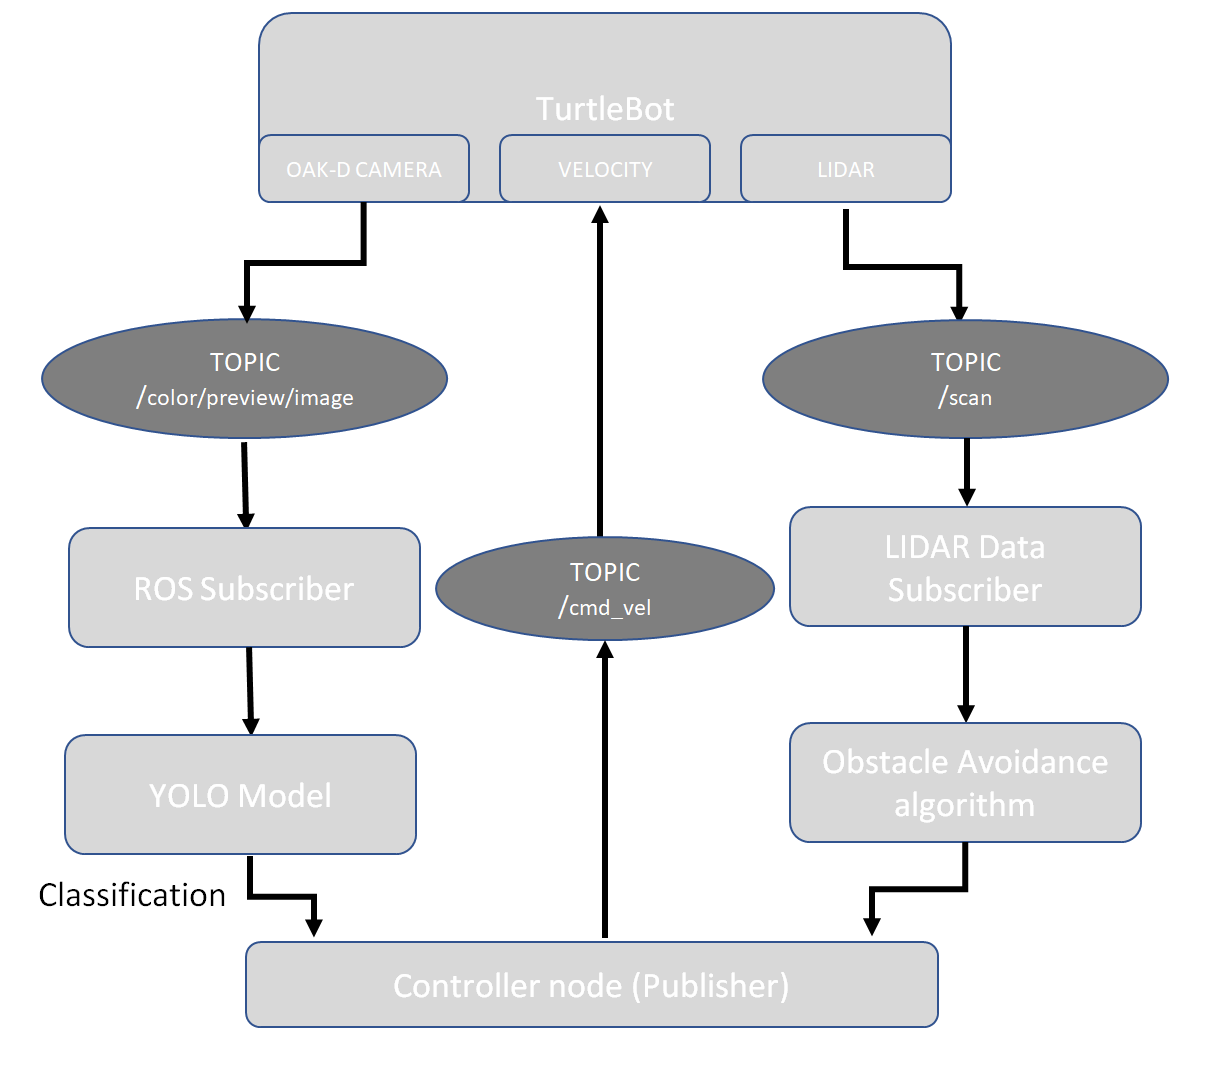 TurtleBot
OAK-D CAMERA
VELOCITY
LIDAR
TOPIC
/color/preview/image
TOPIC
/scan
ROS Subscriber
TOPIC
/cmd_vel
LIDAR Data
Subscriber
YOLO Model
Obstacle Avoidance
algorithm
Classification
Controller node (Publisher)